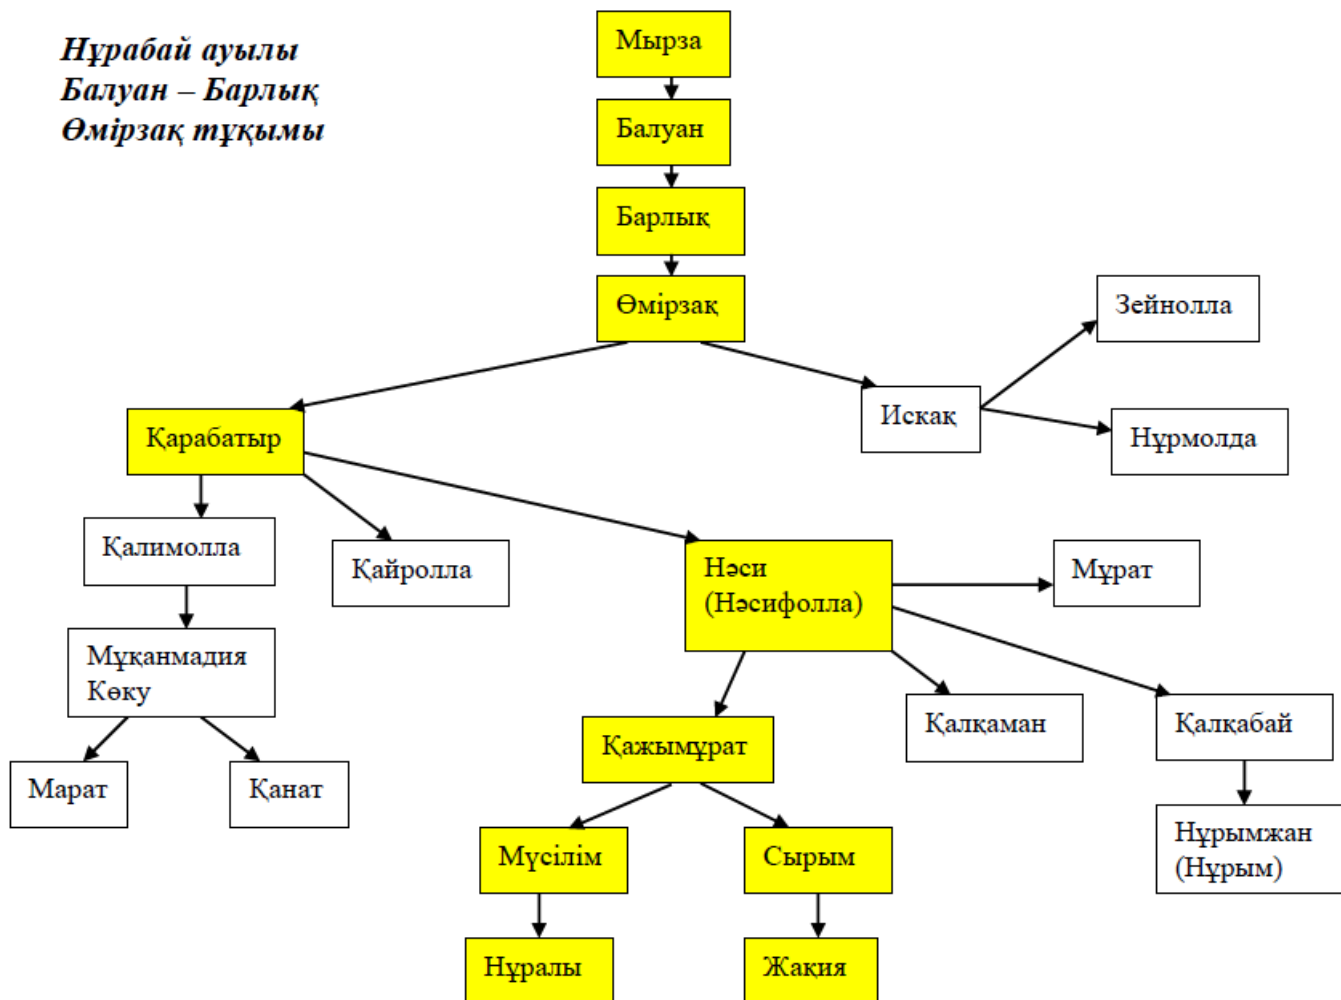 Нұрабай ауылы
Балуан – Барлық
Өмірзақ тұқымы
Мырза
Балуан
Барлық
Өмірзақ
Зейнолла
Искақ
Нұрмолда
Қарабатыр
Қалимолла
Қайролла
Нәси
(Нәсифолла)
Мұрат
Мұқанмадия
Көку
Қажымұрат
Қалқаман
Қалқабай
Марат
Қанат
Нұрымжан
(Нұрым)
Мүсілім
Сырым
Нұралы
Жақия